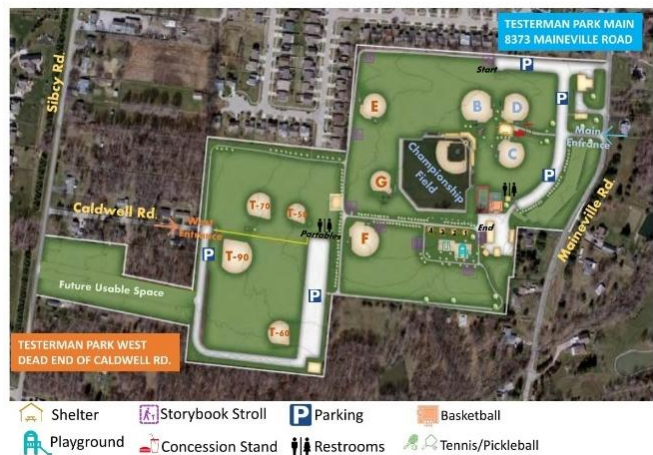 TESTERMAN PARK MAIN
8373 MAINEVILLE ROAD
Start
P
P
E
B
D
Main
Entrance
C
Championship
Field
G
P
Sibcy Rd.
T-70
T-50
Caldwell Rd.
West
Entrance
Portables
F
End
Maineville Rd.
P
T-90
P
Future Usable Space
T-60
TESTERMAN PARK WEST
DEAD END OF CALDWELL RD.
Shelter
Storybook Stroll
P Parking
Basketball
Playground
Concession Stand
Restrooms
Tennis/Pickleball